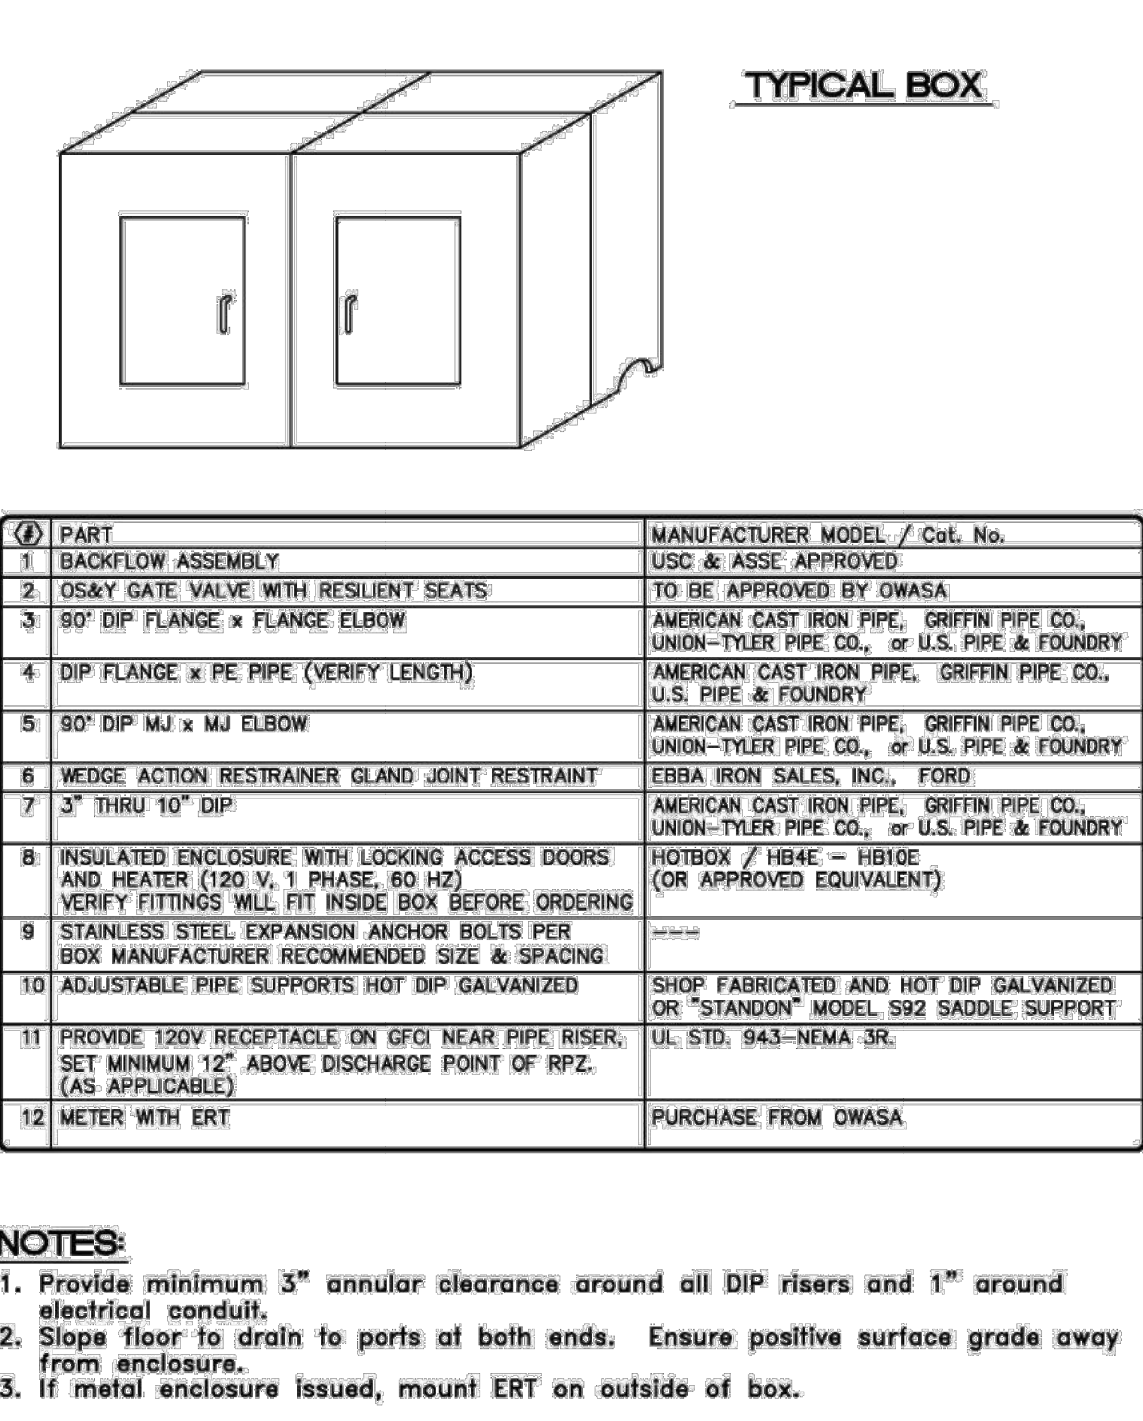 TYPICAL BOX
# PART MANUFACTURER MODEL / Cat. No.
1 BACKFLOW ASSEMBLY USC & ASSE APPROVED
2 OS&Y GATE VALVE WITH RESILIENT SEATS TO BE APPROVED BY OWASA
3 90° DIP FLANGE x FLANGE ELBOW AMERICAN CAST IRON PIPE, GRIFFIN PIPE CO.,
UNION-TYLER PIPE CO., or U.S. PIPE & FOUNDRY
4 DIP FLANGE x PE PIPE (VERIFY LENGTH) AMERICAN CAST IRON PIPE, GRIFFIN PIPE CO.,
U.S. PIPE & FOUNDRY
5 90° DIP MJ x MJ ELBOW AMERICAN CAST IRON PIPE, GRIFFIN PIPE CO.,
UNION-TYLER PIPE CO., or U.S. PIPE & FOUNDRY
6 WEDGE ACTION RESTRAINER GLAND JOINT RESTRAINT EBBA IRON SALES, INC., FORD
7 3" THRU 10" DIP AMERICAN CAST IRON PIPE, GRIFFIN PIPE CO.,
UNION-TYLER PIPE CO., or U.S. PIPE & FOUNDRY
8 INSULATED ENCLOSURE WITH LOCKING ACCESS DOORS HOTBOX / HB4E - HB10E
AND HEATER (120 V, 1 PHASE, 60 HZ) (OR APPROVED EQUIVALENT)
VERIFY FITTINGS WILL FIT INSIDE BOX BEFORE ORDERING
9 STAINLESS STEEL EXPANSION ANCHOR BOLTS PER ---
BOX MANUFACTURER RECOMMENDED SIZE & SPACING
10 ADJUSTABLE PIPE SUPPORTS HOT DIP GALVANIZED SHOP FABRICATED AND HOT DIP GALVANIZED
OR "STANDON" MODEL S92 SADDLE SUPPORT
11 PROVIDE 120V RECEPTACLE ON GFCI NEAR PIPE RISER, UL STD. 943-NEMA 3R.
SET MINIMUM 12" ABOVE DISCHARGE POINT OF RPZ.
(AS APPLICABLE)
12 METER WITH ERT PURCHASE FROM OWASA
NOTES:
1. Provide minimum 3" annular clearance around all DIP risers and 1" around
electrical conduit.
2. Slope floor to drain to ports at both ends. Ensure positive surface grade away
from enclosure.
3. If metal enclosure issued, mount ERT on outside of box.